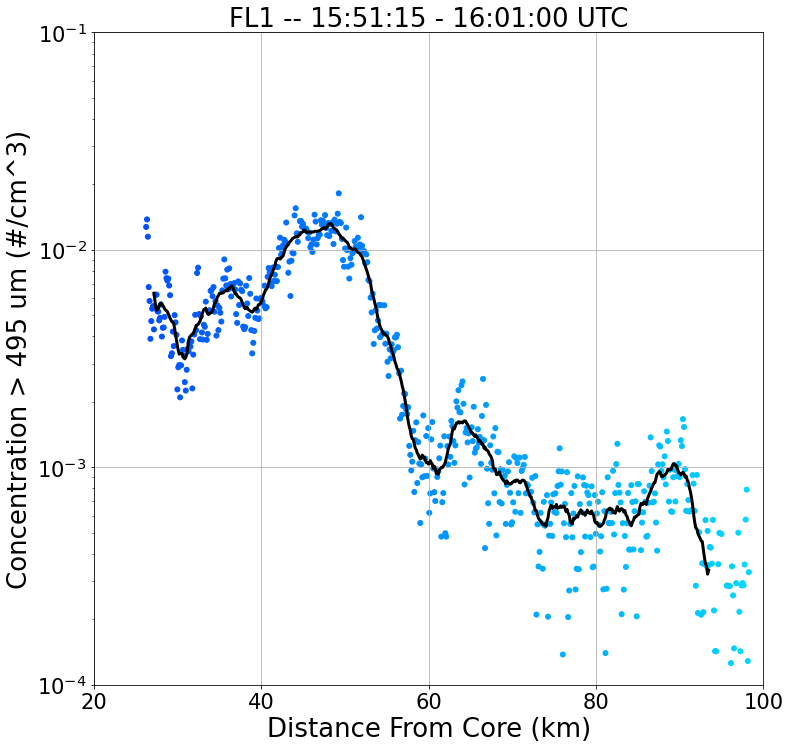 FL1 -- 15:51:15 - 16:01:00 UTC
Concentration > 495 um (#/cm^3)
10⁻¹
10⁻²
10⁻³
10⁻⁴
20 40 60 80 100
Distance From Core (km)